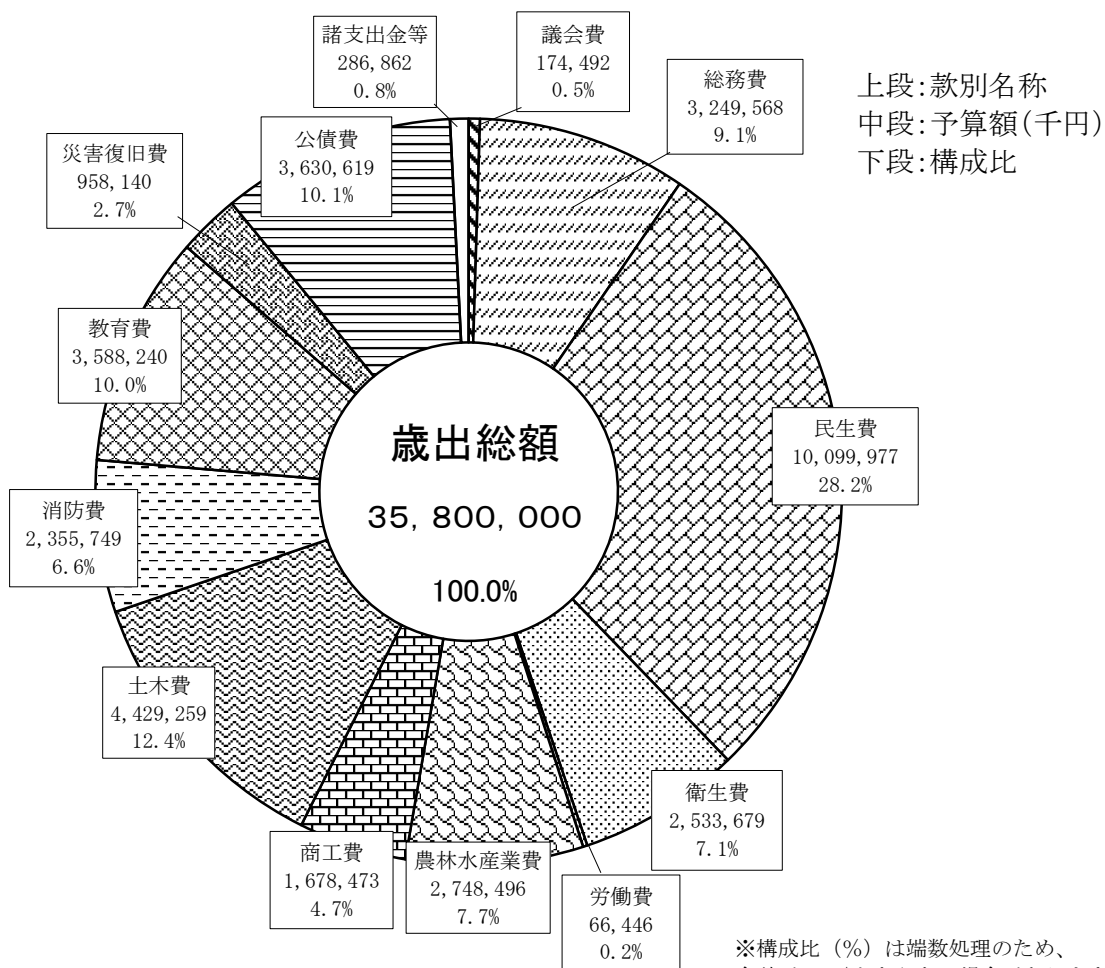 諸支出金等
286,862
0.8%
議会費
174,492
0.5%
総務費
3,249,568
9.1%
上段:款別名称
中段:予算額(千円)
下段:構成比
災害復旧費
958,140
2.7%
公債費
3,630,619
10.1%
教育費
3,588,240
10.0%
民生費
10,099,977
28.2%
歳出総額
35,800,000
100.0%
消防費
2,355,749
6.6%
土木費
4,429,259
12.4%
衛生費
2,533,679
7.1%
商工費
1,678,473
4.7%
農林水産業費
2,748,496
7.7%
労働費
66,446
0.2%
※構成比(%)は端数処理のため、